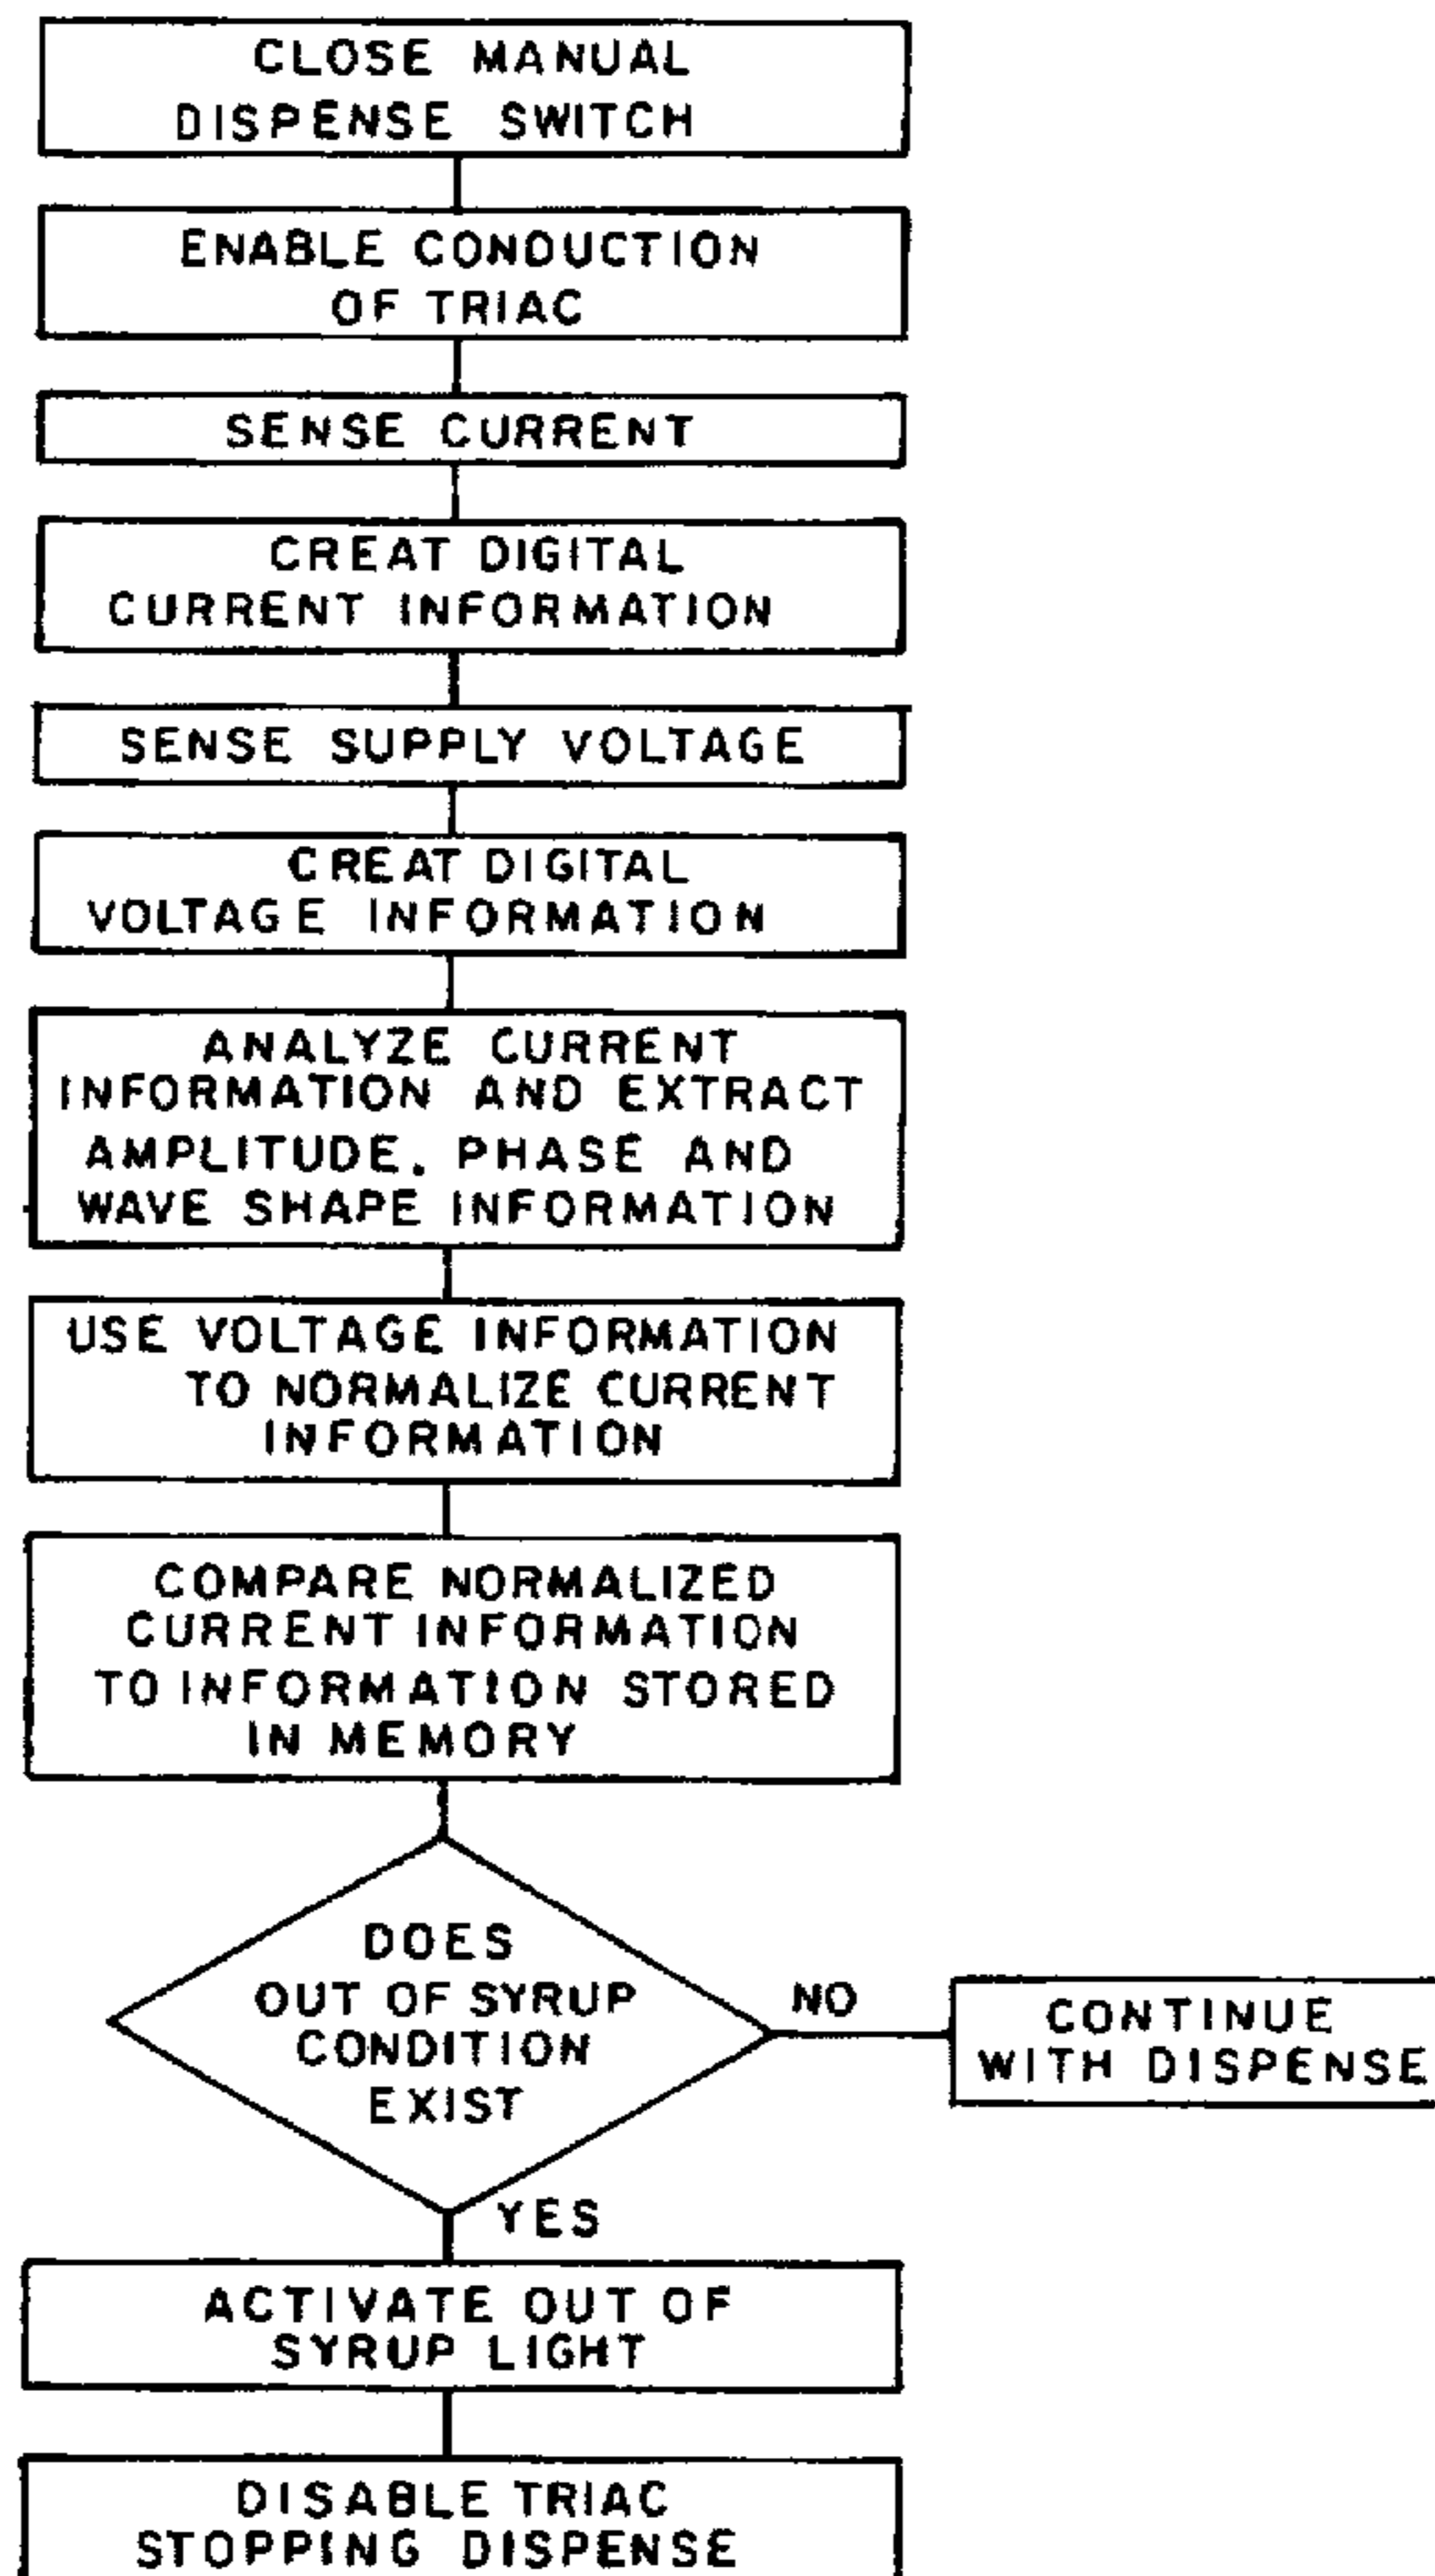 CLOSE MANUAL
DISPENSE SWITCH
ENABLE CONDUCTION
OF TRIAC
SENSE CURRENT
CREAT DIGITAL
CURRENT INFORMATION
SENSE SUPPLY VOLTAGE
CREAT DIGITAL
VOLTAGE INFORMATION
ANALYZE CURRENT
INFORMATION AND EXTRACT
AMPLITUDE. PHASE AND
WAVE SHAPE INFORMATION
USE VOLTAGE INFORMATION
TO NORMALIZE CURRENT
INFORMATION
COMPARE NORMALIZED
CURRENT INFORMATION
TO INFORMATION STORED
IN MEMORY
DOES
OUT OF SYRUP
CONDITION
EXIST
NO
CONTINUE
WITH DISPENSE
YES
ACTIVATE OUT OF
SYRUP LIGHT
DISABLE TRIAC
STOPPING DISPENSE